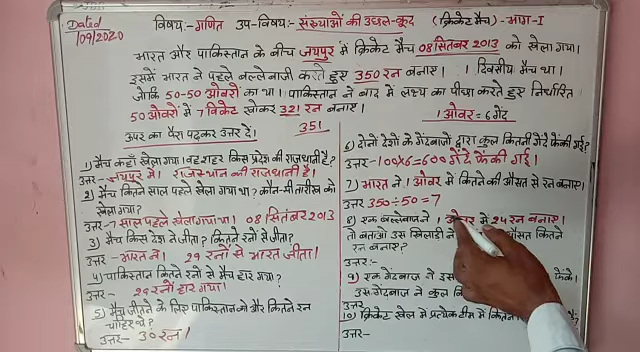 Dated
/09/2020
विषय:- गणित उप-विषय:- संख्याओं की उछल-कूद (क्रिकेट मैच) - भाग-I
भारत और पाकिस्तान के बीच जयपुर में क्रिकेट मैच 08 सितंबर 2013 को खेला गया।
इसमें भारत ने पहले बल्लेबाजी करते हुए 350 रन बनाए। 1 दिवसीय मैच था।
जोकि 50-50 ओवरों का था। पाकिस्तान ने बाद में लक्ष्य का पीछा करते हुए निर्धारित
50 ओवरों में 7 विकेट खोकर 321 रन बनाए।
1 ओवर = 6 गेंद
351
ऊपर का पैरा पढ़कर उत्तर दें।
1) मैच कहाँ खेला गया। वह शहर किस प्रदेश की राजधानी है?
उत्तर- जयपुर में। राजस्थान की राजधानी है।
2) मैच कितने साल पहले खेला गया था? कौन-सी तारीख को
खेला गया?
उत्तर- 7 साल पहले खेला गया था। 08 सितंबर 2013
3) मैच किस देश ने जीता? कितने रनों से जीता?
उत्तर- भारत ने। 29 रनों से भारत जीता।
4) पाकिस्तान कितने रनों से मैच हार गया?
उत्तर- 29 रनों हार गया।
5) मैच जीतने के लिए पाकिस्तान को और कितने रन
चाहिए थे?
उत्तर- 30 रन।
6) दोनों देशों के गेंदबाजों द्वारा कुल कितनी गेंदें फेंकी गई?
उत्तर- 100×6=600 गेंदें फेंकी गई।
7) भारत ने 1 ओवर में कितने की औसत से रन बनाए।
उत्तर 350÷50=7
8) एक बल्लेबाज ने 1 ओवर में 24 रन बनाए।
तो बताओ उस खिलाड़ी ने औसत कितने
रन बनाए?
उत्तर:-
9) एक गेंदबाज ने फेंके।
उस गेंदबाज ने कुल
उत्तर
10) क्रिकेट खेल में प्रत्येक टीम में
उत्तर-